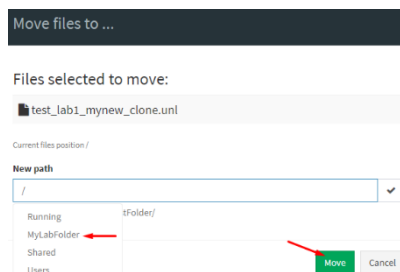 Move files to ...
Files selected to move:
test_lab1_mynew_clone.unl
Current files position /
New path
/
Running
tFolder/
MyLabFolder
Shared
Users
Move
Cancel